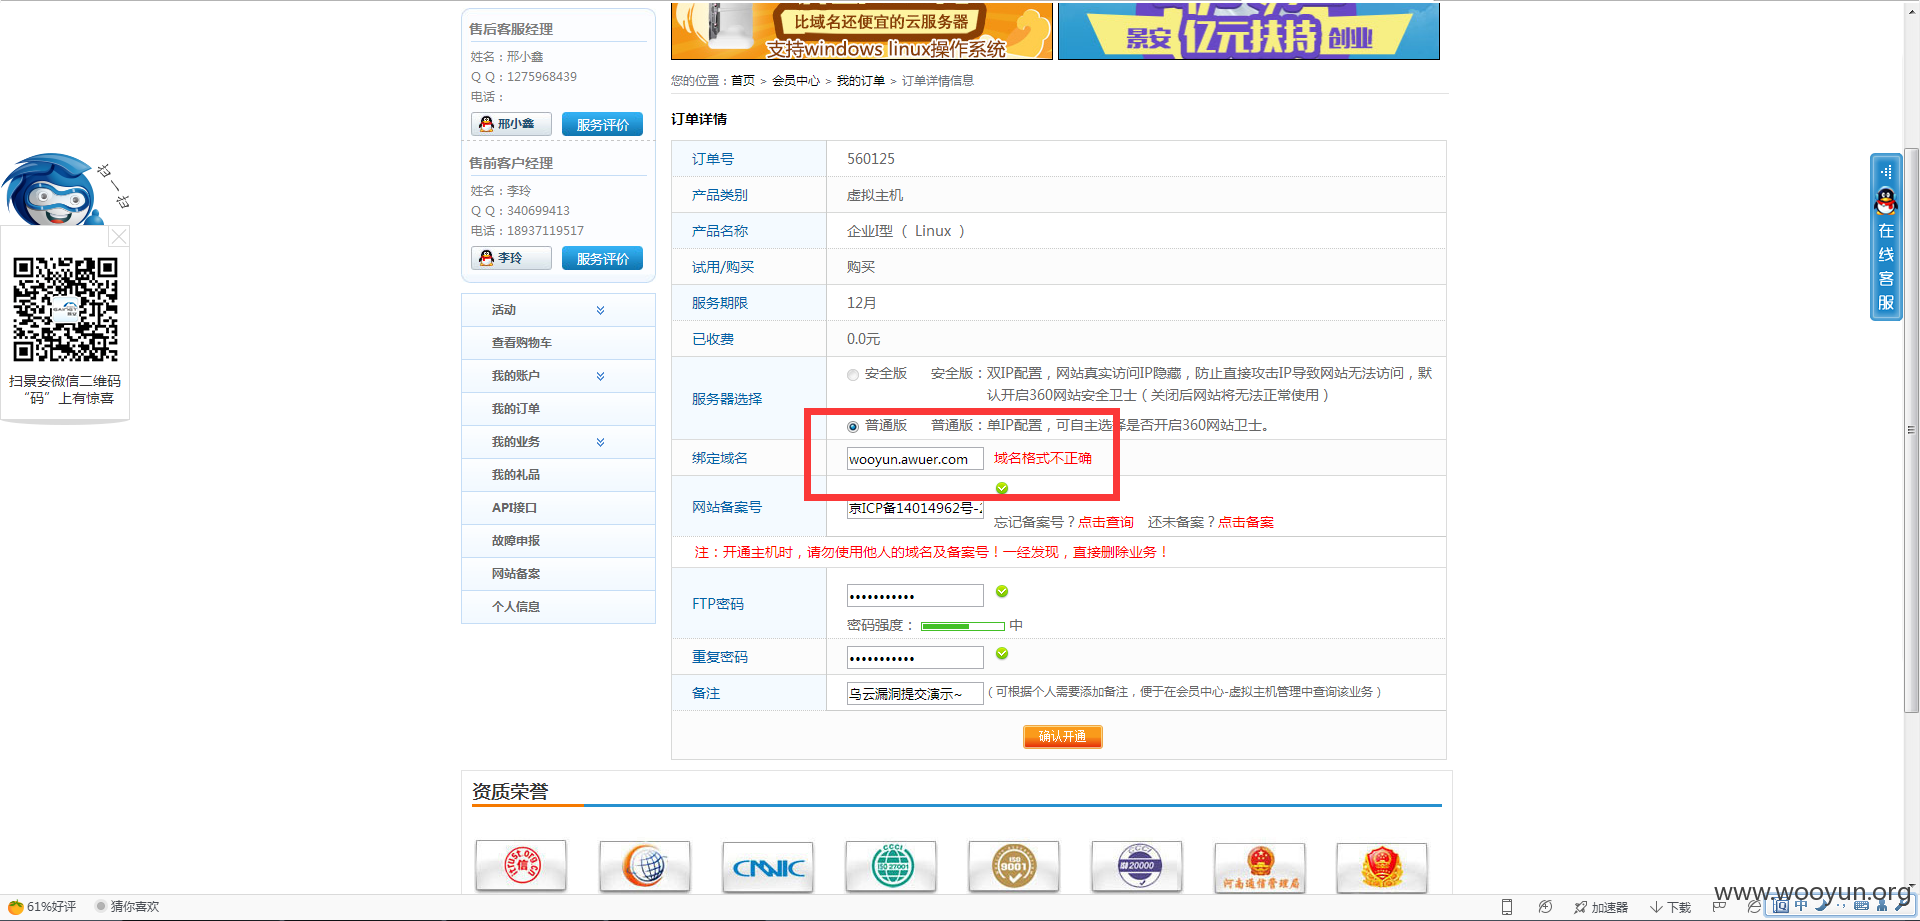 售后客服经理
姓名：邢小鑫
Q Q：1275968439
电话：
邢小鑫 服务评价
售前客户经理
姓名：李玲
Q Q：340699413
电话：18937119517
李玲 服务评价
活动
查看购物车
我的账户
我的订单
我的业务
我的礼品
API接口
故障申报
网站备案
个人信息
扫一扫
扫景安微信二维码
“码”上有惊喜
比域名还便宜的云服务器
支持windows linux操作系统
景安 亿元扶持 创业
您的位置：首页 > 会员中心 > 我的订单 > 订单详情信息
订单详情
订单号 560125
产品类别 虚拟主机
产品名称 企业I型（ Linux ）
试用/购买 购买
服务期限 12月
已收费 0.0元
服务器选择
安全版 安全版：双IP配置，网站真实访问IP隐藏，防止直接攻击IP导致网站无法访问，默
认开启360网站安全卫士（关闭后网站将无法正常使用）
普通版 普通版：单IP配置，可自主选择是否开启360网站卫士。
绑定域名 wooyun.awuer.com 域名格式不正确
网站备案号 京ICP备14014962号-2
忘记备案号？点击查询 还未备案？点击备案
注：开通主机时，请勿使用他人的域名及备案号！一经发现，直接删除业务！
FTP密码 •••••••••••
密码强度： 中
重复密码 •••••••••••
备注 乌云漏洞提交演示~ （可根据个人需要添加备注，便于在会员中心-虚拟主机管理中查询该业务）
确认开通
在线客服
资质荣誉
itrust.org.cn
信
CNNIC
CCCI
ISO 27001
ISO
9001
CCCI
20000
河南通信管理局
61%好评 猜你喜欢
加速器 下载
中
www.wooyun.org